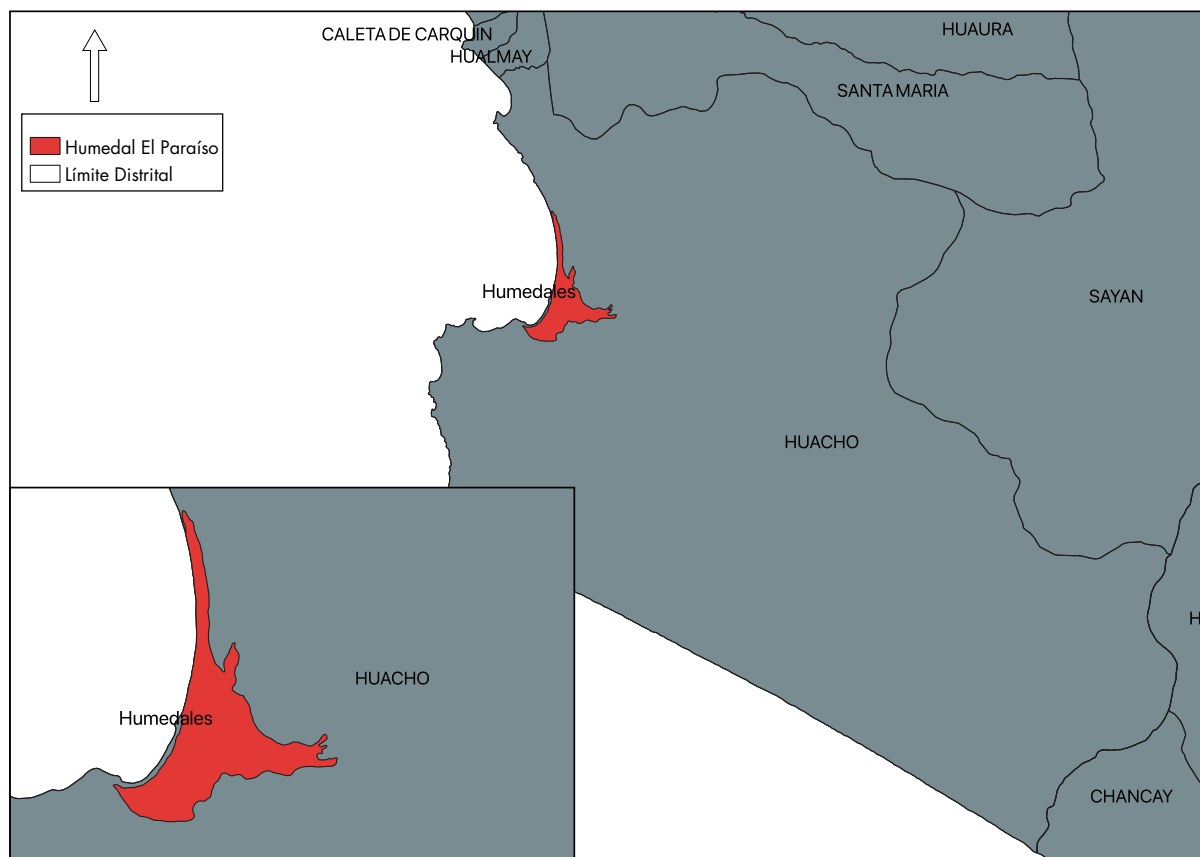 CALETA DE CARQUIN
HUAURA
HUALMAY
SANTA MARIA
Humedal El Paraíso
Límite Distrital
Humedales
SAYAN
HUACHO
H
HUACHO
Humedales
CHANCAY